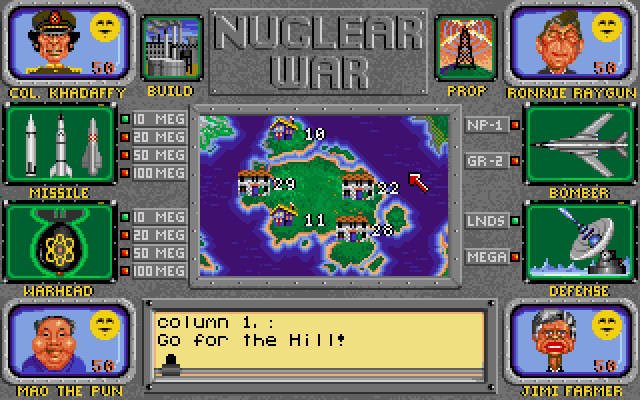 NUCLEAR
WAR
50
COL. KHADAFFY
BUILD
PROP
50
RONNIE RAYGUN
10 MEG
20 MEG
50 MEG
100 MEG
MISSILE
10
29
22
11
28
NP-1
GR-2
BOMBER
10 MEG
20 MEG
50 MEG
100 MEG
WARHEAD
LNDS
MEGA
DEFENSE
50
MAO THE PUN
column 1. :
Go for the Hill!
50
JIMI FARMER